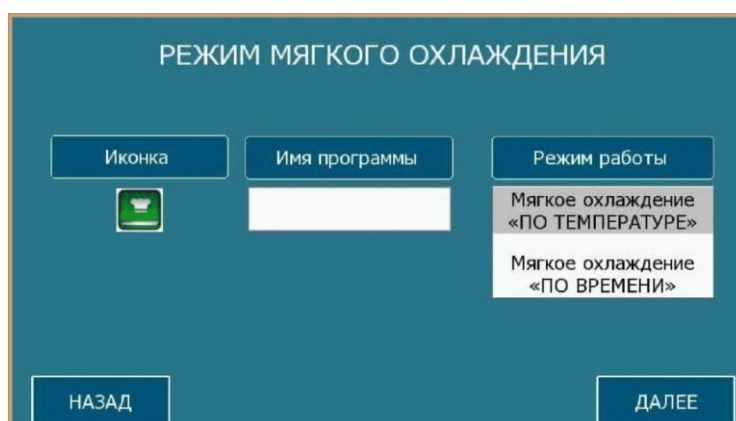 РЕЖИМ МЯГКОГО ОХЛАЖДЕНИЯ
Иконка
Имя программы
Режим работы
Мягкое охлаждение
«ПО ТЕМПЕРАТУРЕ»
Мягкое охлаждение
«ПО ВРЕМЕНИ»
НАЗАД
ДАЛЕЕ